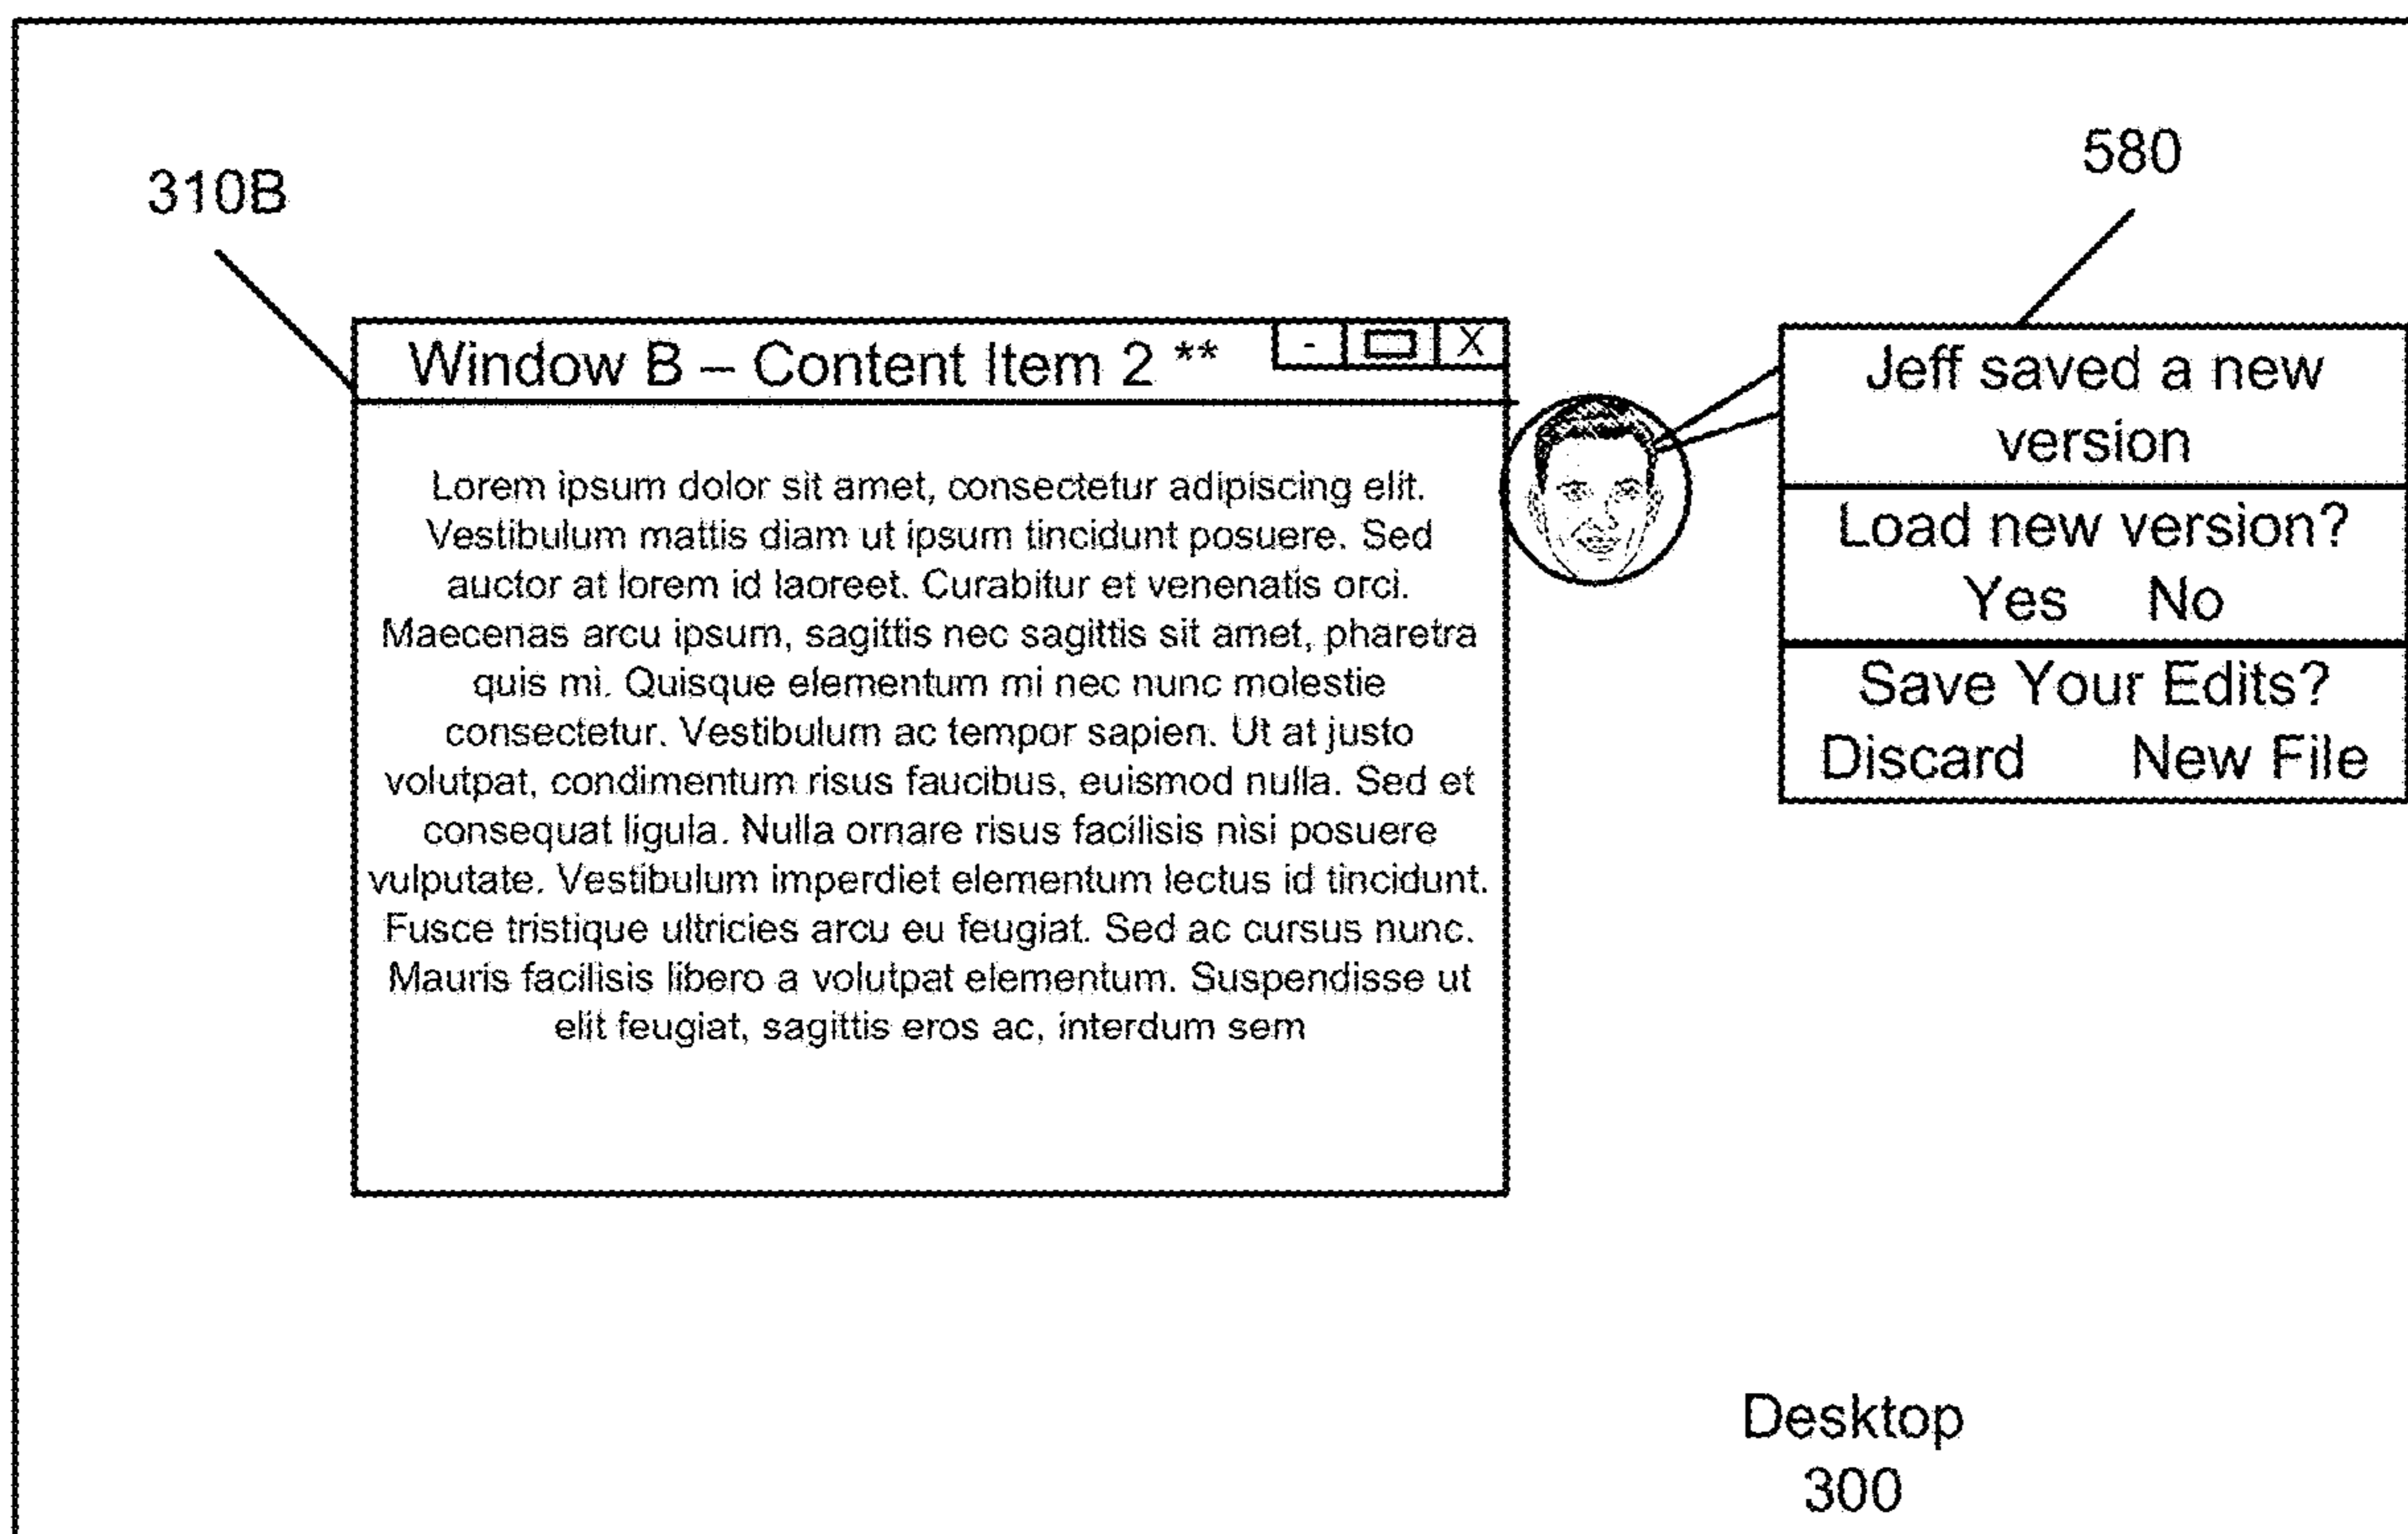 310B
580
Window B – Content Item 2 **
- X
Lorem ipsum dolor sit amet, consectetur adipiscing elit.
Vestibulum mattis diam ut ipsum tincidunt posuere. Sed
auctor at lorem id laoreet. Curabitur et venenatis orci.
Maecenas arcu ipsum, sagittis nec sagittis sit amet, pharetra
quis mi. Quisque elementum mi nec nunc molestie
consectetur. Vestibulum ac tempor sapien. Ut at justo
volutpat, condimentum risus faucibus, euismod nulla. Sed et
consequat ligula. Nulla ornare risus facilisis nisi posuere
vulputate. Vestibulum imperdiet elementum lectus id tincidunt.
Fusce tristique ultricies arcu eu feugiat. Sed ac cursus nunc.
Mauris facilisis libero a volutpat elementum. Suspendisse ut
elit feugiat, sagittis eros ac, interdum sem
Jeff saved a new
version
Load new version?
Yes No
Save Your Edits?
Discard New File
Desktop
300